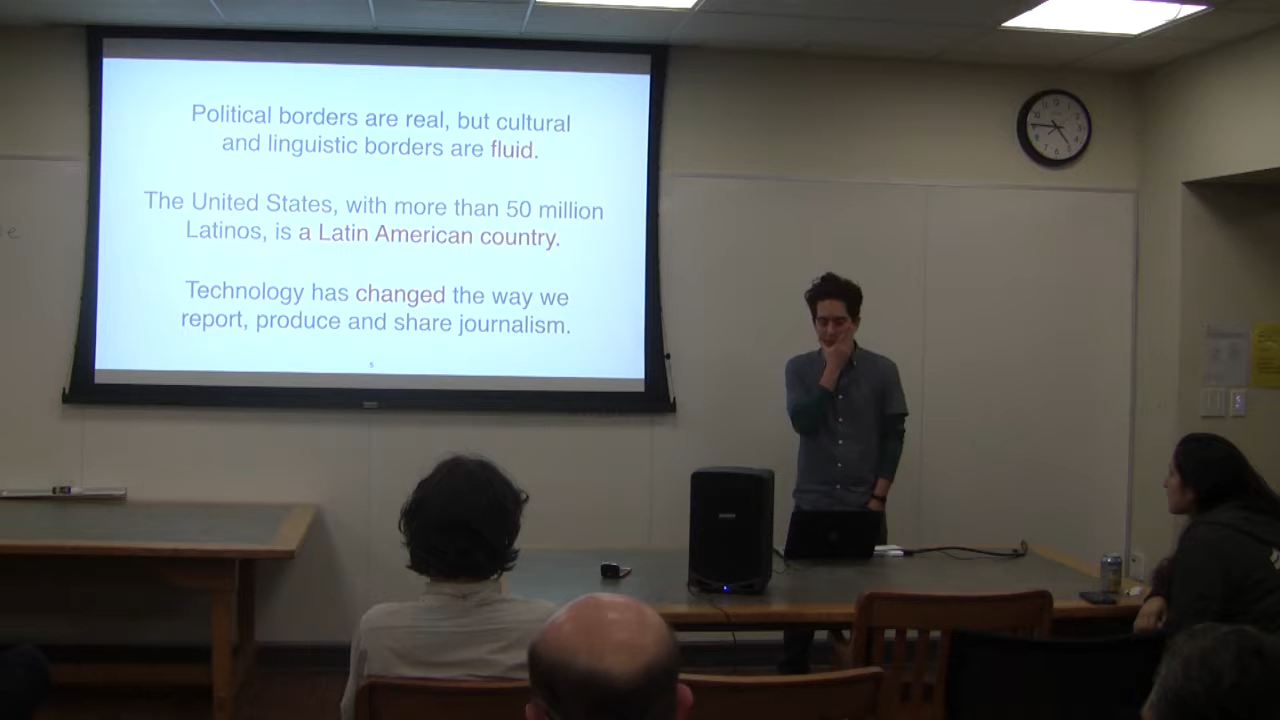 Political borders are real, but cultural
and linguistic borders are fluid.
The United States, with more than 50 million
Latinos, is a Latin American country.
Technology has changed the way we
report, produce and share journalism.
5